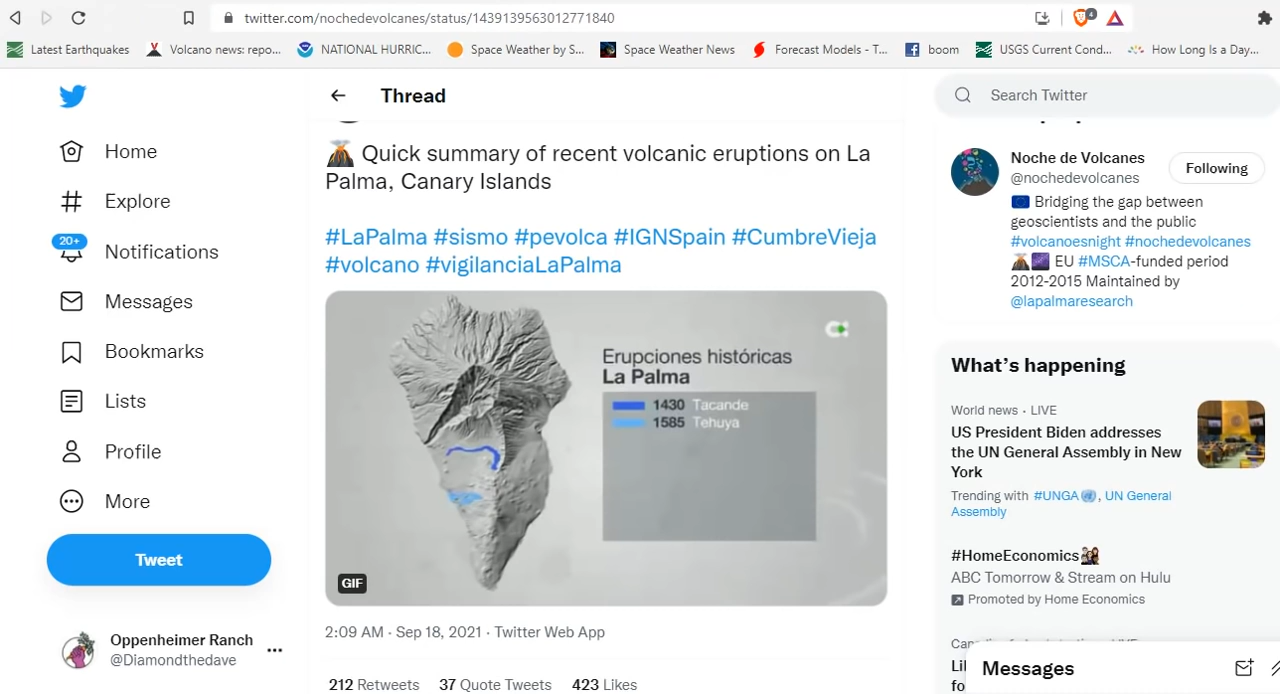 twitter.com/nochedevolcanes/status/1439139563012771840
4
Latest Earthquakes
Volcano news: repo...
NATIONAL HURRIC...
Space Weather by S...
Space Weather News
Forecast Models - T...
boom
USGS Current Cond...
How Long Is a Day...
Home
Explore
20+
Notifications
Messages
Bookmarks
Lists
Profile
More
Tweet
Oppenheimer Ranch
@Diamondthedave
Thread
Quick summary of recent volcanic eruptions on La
Palma, Canary Islands
#LaPalma #sismo #pevolca #IGNSpain #CumbreVieja
#volcano #vigilanciaLaPalma
Erupciones históricas
La Palma
1430 Tacande
1585 Tehuya
GIF
2:09 AM · Sep 18, 2021 · Twitter Web App
212 Retweets 37 Quote Tweets 423 Likes
Search Twitter
Noche de Volcanes
@nochedevolcanes
Following
Bridging the gap between
geoscientists and the public
#volcanoesnight #nochedevolcanes
EU #MSCA-funded period
2012-2015 Maintained by
@lapalmaresearch
What's happening
World news · LIVE
US President Biden addresses
the UN General Assembly in New
York
Trending with #UNGA, UN General
Assembly
#HomeEconomics
ABC Tomorrow & Stream on Hulu
Promoted by Home Economics
Messages